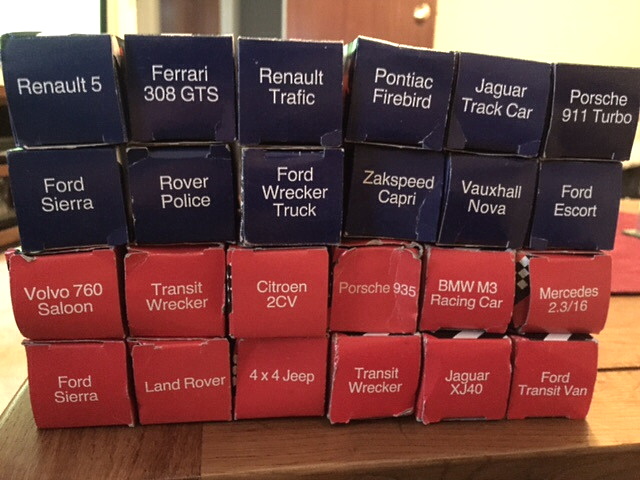 Renault 5
Ferrari
308 GTS
Renault
Trafic
Pontiac
Firebird
Jaguar
Track Car
Porsche
911 Turbo
Ford
Sierra
Rover
Police
Ford
Wrecker
Truck
Zakspeed
Capri
Vauxhall
Nova
Ford
Escort
Volvo 760
Saloon
Transit
Wrecker
Citroen
2CV
Porsche 935
BMW M3
Racing Car
Mercedes
2.3/16
Ford
Sierra
Land Rover
4 x 4 Jeep
Transit
Wrecker
Jaguar
XJ40
Ford
Transit Van